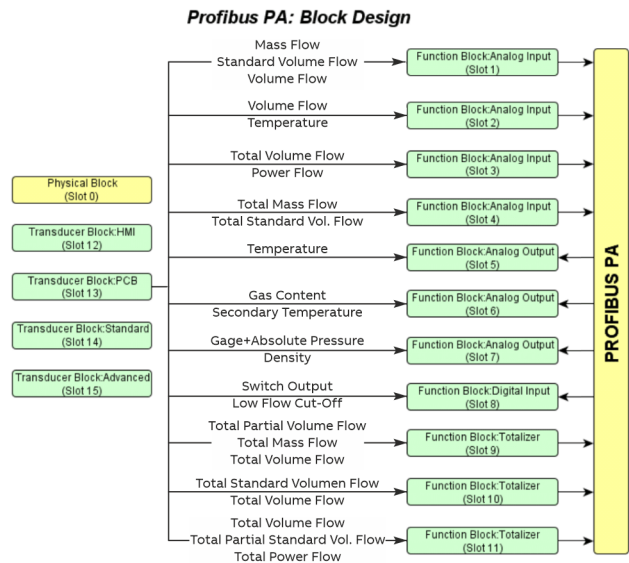 Profibus PA: Block Design
Mass Flow
Standard Volume Flow
Volume Flow
Function Block:Analog Input
(Slot 1)
Volume Flow
Temperature
Function Block:Analog Input
(Slot 2)
Total Volume Flow
Power Flow
Function Block:Analog Input
(Slot 3)
Physical Block
(Slot 0)
Total Mass Flow
Total Standard Vol. Flow
Function Block:Analog Input
(Slot 4)
Transducer Block:HMI
(Slot 12)
Temperature
Function Block:Analog Output
(Slot 5)
Transducer Block:PCB
(Slot 13)
Gas Content
Secondary Temperature
Function Block:Analog Output
(Slot 6)
Transducer Block:Standard
(Slot 14)
Gage+Absolute Pressure
Density
Function Block:Analog Output
(Slot 7)
Transducer Block:Advanced
(Slot 15)
Switch Output
Low Flow Cut-Off
Function Block:Digital Input
(Slot 8)
Total Partial Volume Flow
Total Mass Flow
Total Volume Flow
Function Block:Totalizer
(Slot 9)
Total Standard Volumen Flow
Total Volume Flow
Function Block:Totalizer
(Slot 10)
Total Volume Flow
Total Partial Standard Vol. Flow
Total Power Flow
Function Block:Totalizer
(Slot 11)
PROFIBUS PA